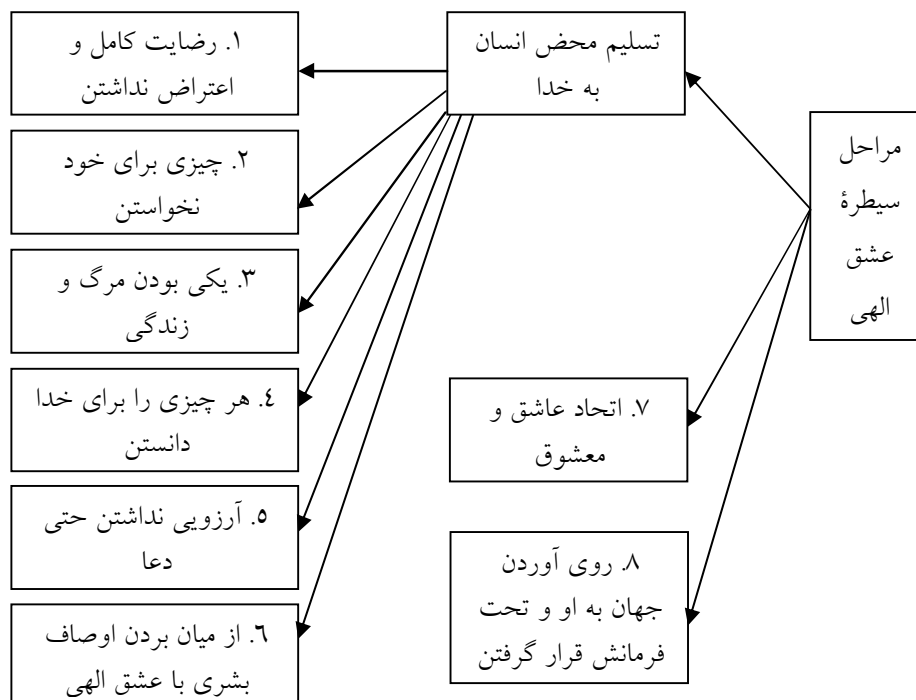 مراحل
سیطرۀ
عشق
الهی
تسلیم محض انسان
به خدا
۱. رضایت کامل و
اعتراض نداشتن
۲. چیزی برای خود
نخواستن
۳. یکی بودن مرگ و
زندگی
٤. هر چیزی را برای خدا
دانستن
٥. آرزویی نداشتن حتی
دعا
٦. از میان بردن اوصاف
بشری با عشق الهی
۷. اتحاد عاشق و
معشوق
۸. روی آوردن
جهان به او و تحت
فرمانش قرار گرفتن